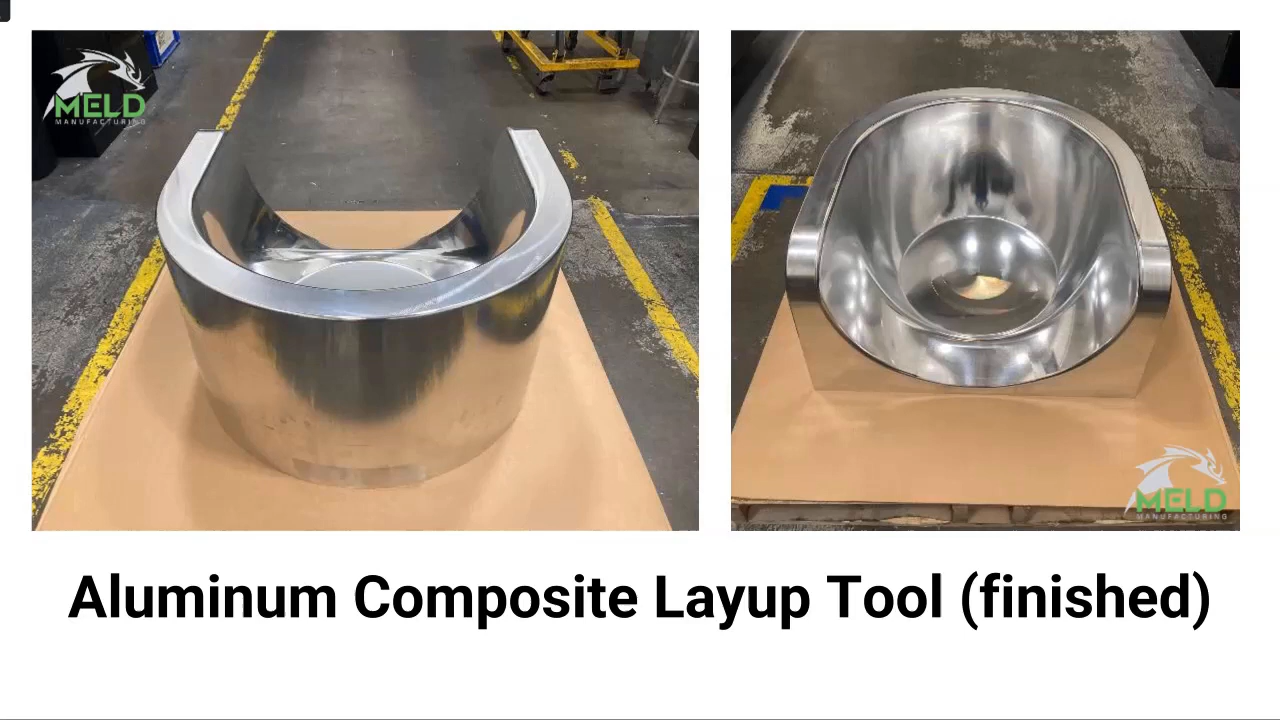 MELD
MANUFACTURING
MELD
MANUFACTURING
Aluminum Composite Layup Tool (finished)